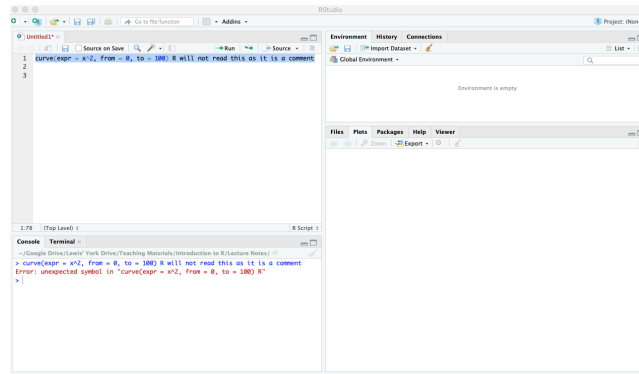 RStudio
Go to file/function
Addins
Project: (Non
Untitled1*
Source on Save
Run
Source
1 curve(expr = x^2, from = 0, to = 100) R will not read this as it is a comment
2
3
1:78 (Top Level) R Script
Console Terminal
~/Google Drive/Lewis' York Drive/Teaching Materials/Introduction to R/Lecture Notes/
> curve(expr = x^2, from = 0, to = 100) R will not read this as it is a comment
Error: unexpected symbol in "curve(expr = x^2, from = 0, to = 100) R"
>
Environment History Connections
Import Dataset
List
Global Environment
Environment is empty
Files Plots Packages Help Viewer
Zoom Export